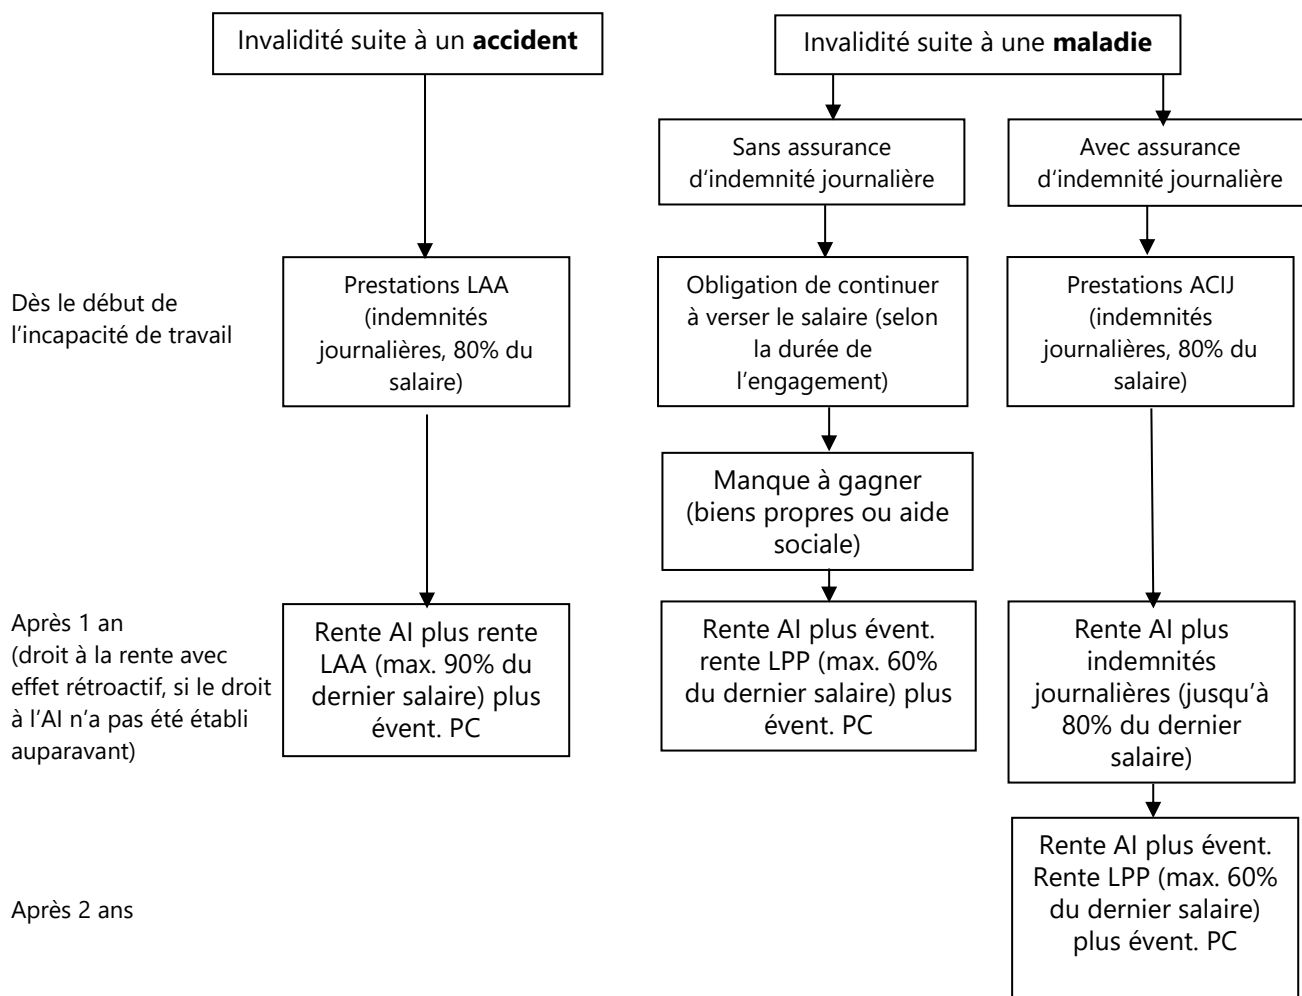 Invalidité suite à un accident
Invalidité suite à une maladie
Sans assurance
d‘indemnité journalière
Avec assurance
d‘indemnité journalière
Dès le début de
l’incapacité de travail
Prestations LAA
(indemnités
journalières, 80% du
salaire)
Obligation de continuer
à verser le salaire (selon
la durée de
l’engagement)
Prestations ACIJ
(indemnités
journalières, 80% du
salaire)
Manque à gagner
(biens propres ou aide
sociale)
Après 1 an
(droit à la rente avec
effet rétroactif, si le droit
à l’AI n'a pas été établi
auparavant)
Rente AI plus rente
LAA (max. 90% du
dernier salaire) plus
évent. PC
Rente AI plus évent.
rente LPP (max. 60%
du dernier salaire) plus
évent. PC
Rente AI plus
indemnités
journalières (jusqu’à
80% du dernier
salaire)
Après 2 ans
Rente AI plus évent.
Rente LPP (max. 60%
du dernier salaire)
plus évent. PC